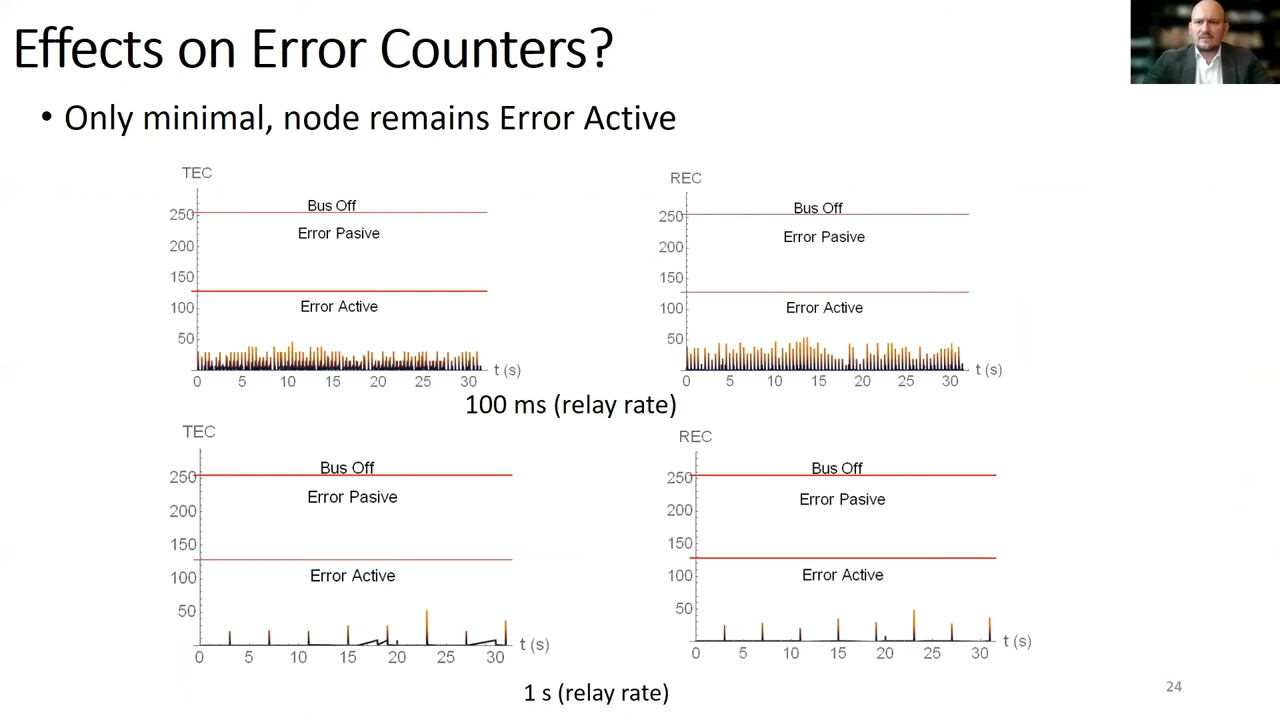 Effects on Error Counters?
• Only minimal, node remains Error Active
TEC
Bus Off
250
Error Pasive
200
150
Error Active
100
50
0 5 10 15 20 25 30 t (s)
REC
Bus Off
250
Error Pasive
200
150
Error Active
100
50
0 5 10 15 20 25 30 t (s)
100 ms (relay rate)
TEC
Bus Off
250
Error Pasive
200
150
Error Active
100
50
0 5 10 15 20 25 30 t (s)
REC
Bus Off
250
Error Pasive
200
150
Error Active
100
50
0 5 10 15 20 25 30 t (s)
1 s (relay rate)
24